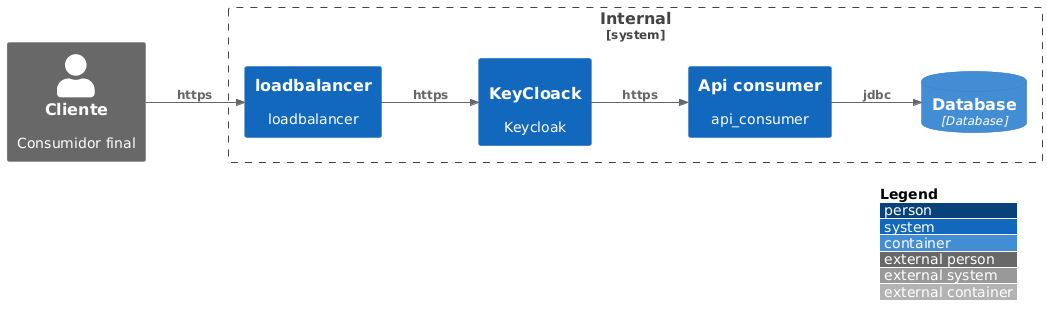 Internal
[system]
Cliente
Consumidor final
https
loadbalancer
loadbalancer
https
KeyCloack
Keycloak
https
Api consumer
api_consumer
jdbc
Database
[Database]
Legend
person
system
container
external person
external system
external container